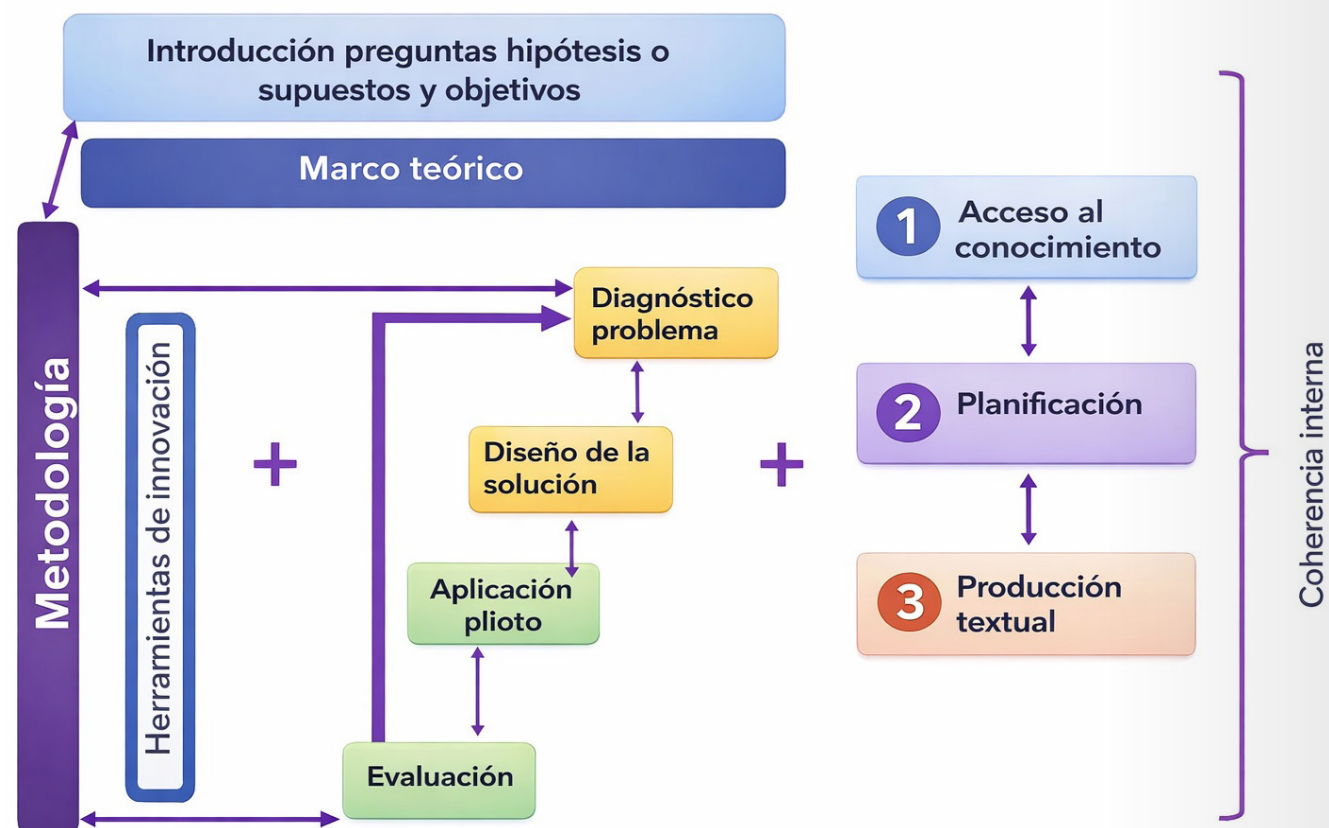 Introducción preguntas hipótesis o
supuestos y objetivos
Marco teórico
Metodología
Herramientas de innovación
+
Diagnóstico
problema
Diseño de la
solución
Aplicación
plioto
Evaluación
+
1
Acceso al
conocimiento
2
Planificación
3
Producción
textual
Coherencia interna